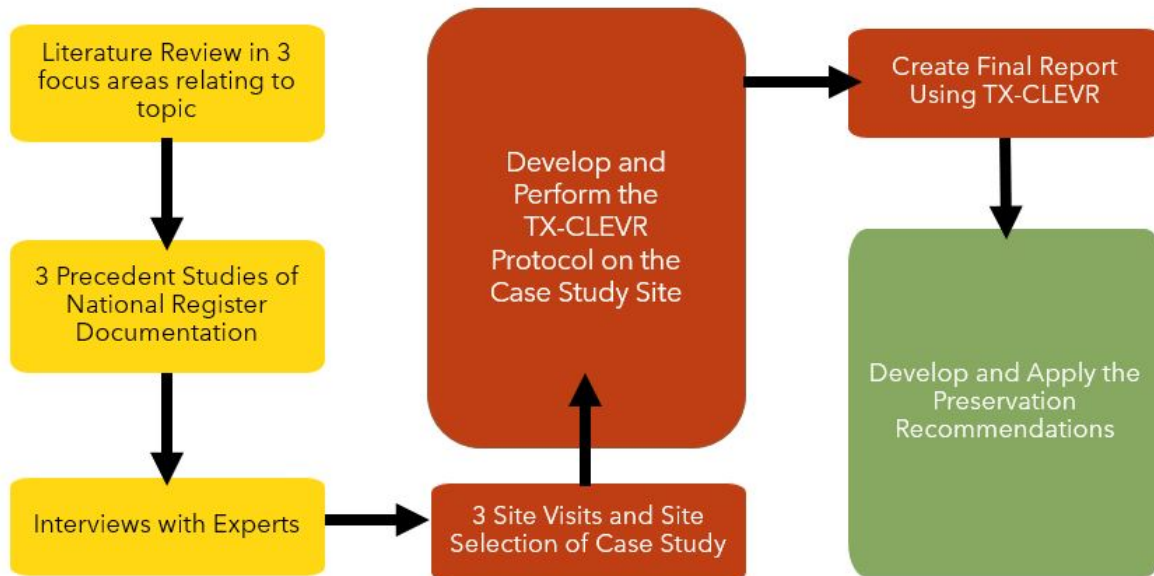 Literature Review in 3
focus areas relating to
topic
3 Precedent Studies of
National Register
Documentation
Interviews with Experts
3 Site Visits and Site
Selection of Case Study
Develop and
Perform the
TX-CLEVR
Protocol on the
Case Study Site
Create Final Report
Using TX-CLEVR
Develop and Apply the
Preservation
Recommendations